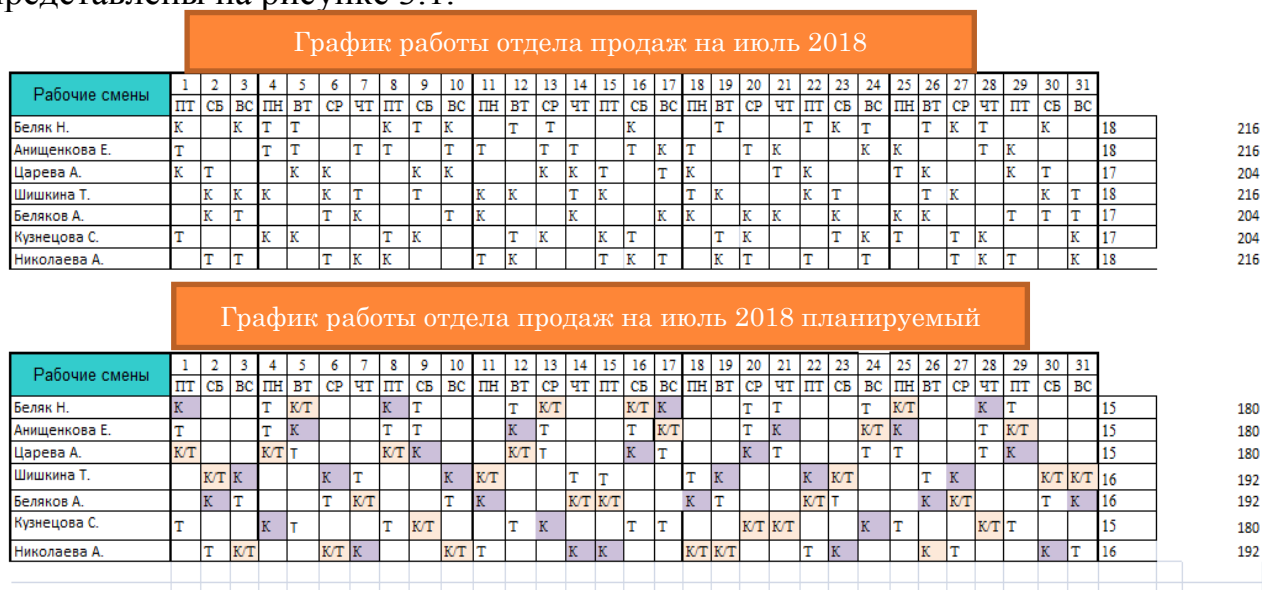 представлены на рисунке 3.1.
График работы отдела продаж на июль 2018
Рабочие смены 1 2 3 4 5 6 7 8 9 10 11 12 13 14 15 16 17 18 19 20 21 22 23 24 25 26 27 28 29 30 31
ПТ СБ ВС ПН ВТ СР ЧТ ПТ СБ ВС ПН ВТ СР ЧТ ПТ СБ ВС ПН ВТ СР ЧТ ПТ СБ ВС ПН ВТ СР ЧТ ПТ СБ ВС
Беляк Н. К К Т Т К Т К Т Т К Т Т К Т Т К Т К 18 216
Анищенкова Е. Т Т Т Т Т Т Т Т Т Т К Т Т К К К Т К 18 216
Царева А. К Т К К К К К К Т Т К Т К Т К К Т 17 204
Шишкина Т. К К К К Т Т К К Т К Т К К Т Т К К Т 18 216
Беляков А. К Т Т К Т К К К К К К К К К Т Т Т 17 204
Кузнецова С. Т К К Т К Т К К Т Т К Т К Т Т К К 17 204
Николаева А. Т Т Т К К Т К Т К Т К Т Т Т Т К Т К 18 216
График работы отдела продаж на июль 2018 планируемый
Рабочие смены 1 2 3 4 5 6 7 8 9 10 11 12 13 14 15 16 17 18 19 20 21 22 23 24 25 26 27 28 29 30 31
ПТ СБ ВС ПН ВТ СР ЧТ ПТ СБ ВС ПН ВТ СР ЧТ ПТ СБ ВС ПН ВТ СР ЧТ ПТ СБ ВС ПН ВТ СР ЧТ ПТ СБ ВС
Беляк Н. К Т К/Т К Т Т К/Т К/Т К Т Т Т К/Т К Т 15 180
Анищенкова Е. Т Т К Т Т К Т Т К/Т Т К К/Т К Т К/Т 15 180
Царева А. К/Т К/Т Т К/Т К К/Т Т К Т К Т Т Т Т К 15 180
Шишкина Т. К/Т К К Т К К/Т Т Т Т К К К/Т Т К К/Т К/Т 16 192
Беляков А. К Т Т К/Т Т К К/Т К/Т К Т К/Т Т К К/Т Т К 16 192
Кузнецова С. Т К Т Т К/Т Т К Т Т К/Т К/Т К Т К/Т Т 15 180
Николаева А. Т К/Т К/Т К К/Т Т К К К/Т К/Т Т К К Т К Т 16 192